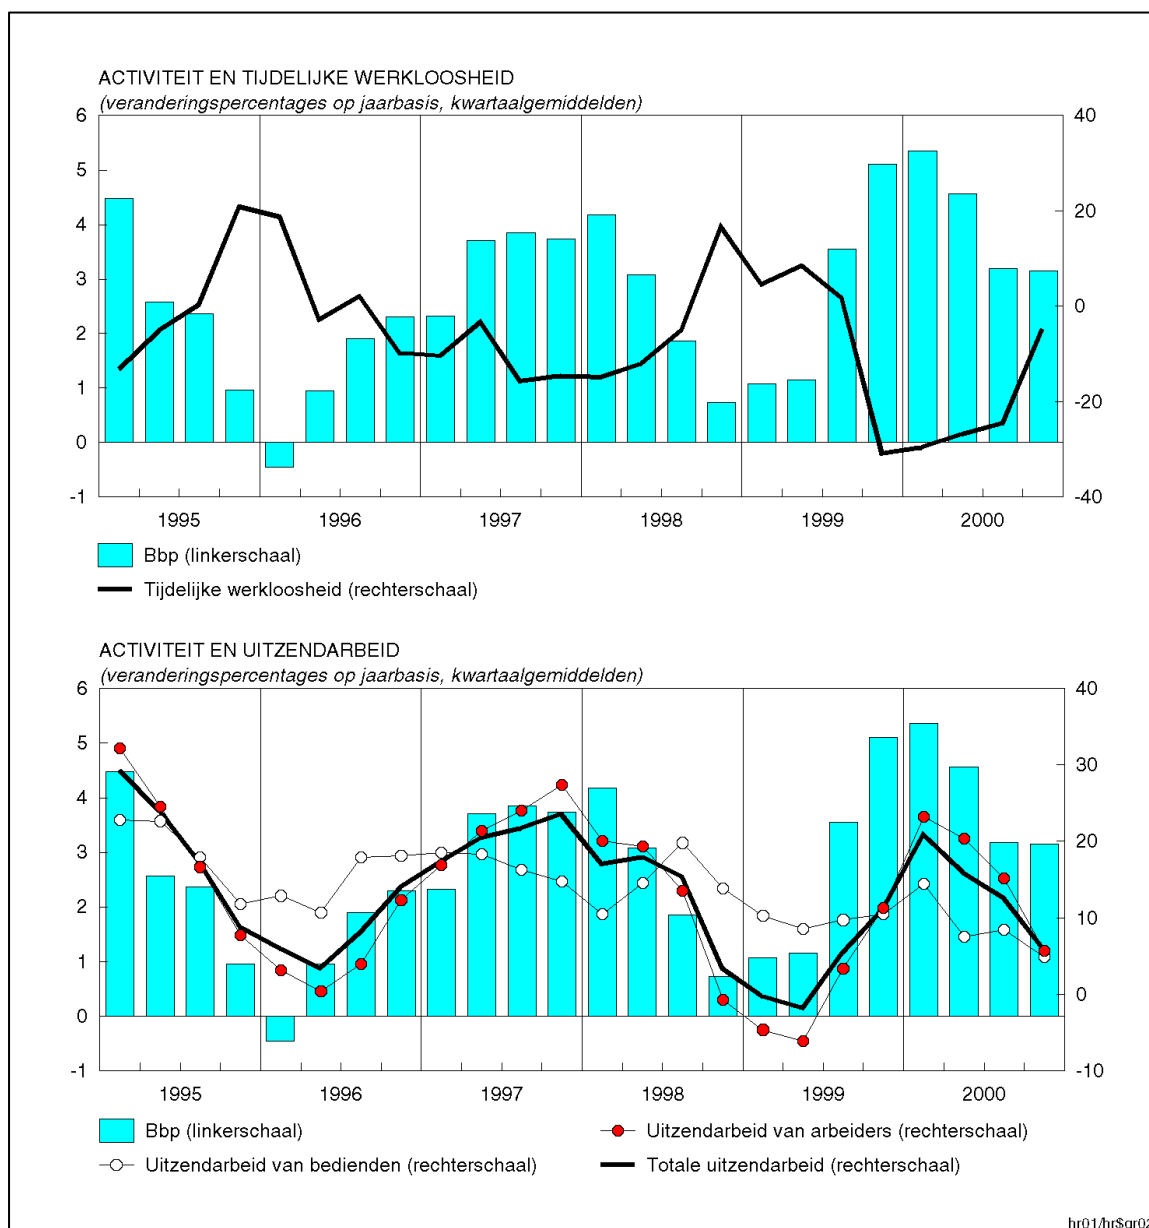 ACTIVITEIT EN TIJDELIJKE WERKLOOSHEID
(veranderingspercentages op jaarbasis, kwartaalgemiddelden)
6 40
5
4 20
3 0
2
1 -20
0
-1 -40
1995 1996 1997 1998 1999 2000
Bbp (linkerschaal)
Tijdelijke werkloosheid (rechterschaal)
ACTIVITEIT EN UITZENDARBEID
(veranderingspercentages op jaarbasis, kwartaalgemiddelden)
6 40
5 30
4
3 20
2 10
1 0
0
-1 -10
1995 1996 1997 1998 1999 2000
Bbp (linkerschaal) Uitzendarbeid van arbeiders (rechterschaal)
Uitzendarbeid van bedienden (rechterschaal) Totale uitzendarbeid (rechterschaal)
hr01/hr$gr02